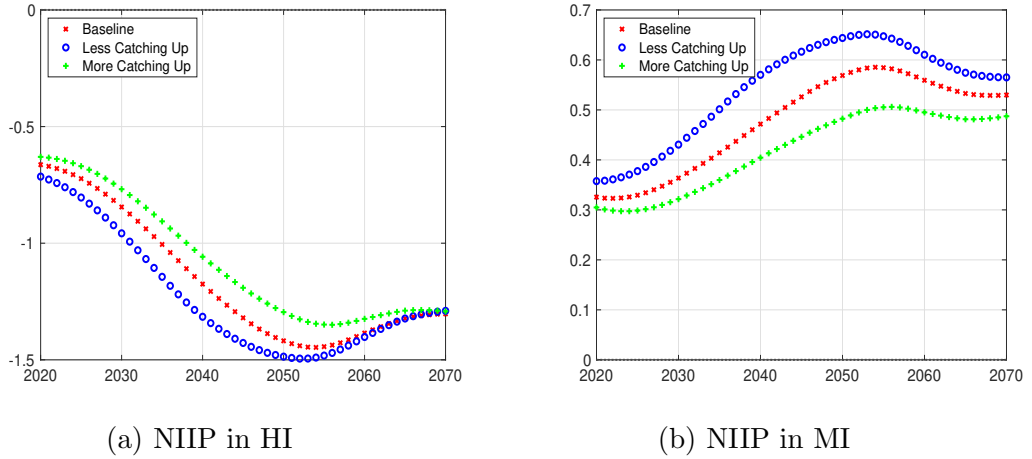 0
-0.5
-1
-1.5
2020 2030 2040 2050 2060 2070
Baseline
Less Catching Up
More Catching Up
(a) NIIP in HI
0.7
0.6
0.5
0.4
0.3
0.2
0.1
0
2020 2030 2040 2050 2060 2070
Baseline
Less Catching Up
More Catching Up
(b) NIIP in MI